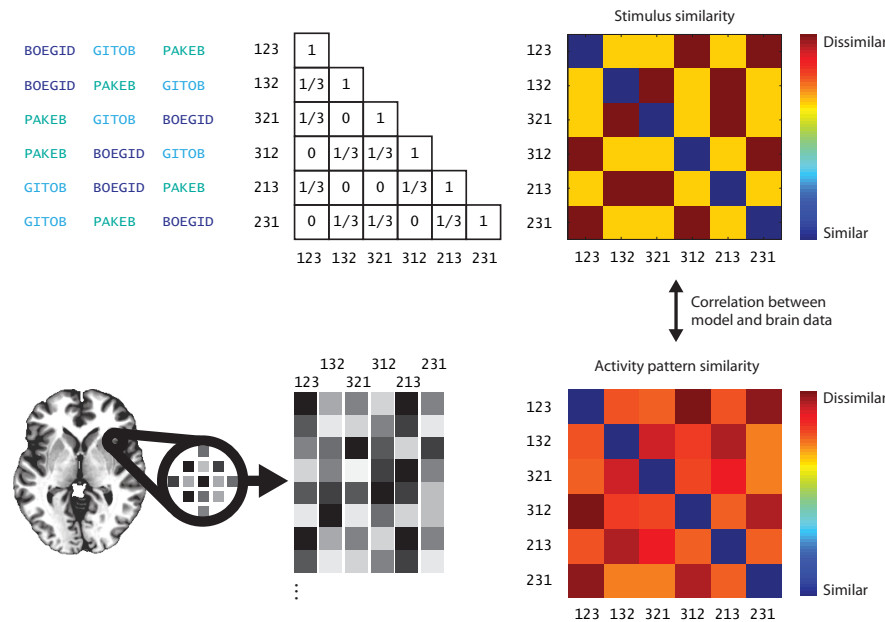 Stimulus similarity
BOEGID GITOB PAKEB 123 1
BOEGID PAKEB GITOB 132 1/3 1
PAKEB GITOB BOEGID 321 1/3 0 1
PAKEB BOEGID GITOB 312 0 1/3 1/3 1
GITOB BOEGID PAKEB 213 1/3 0 0 1/3 1
GITOB PAKEB BOEGID 231 0 1/3 1/3 0 1/3 1
123 132 321 312 213 231
123
132
321
312
213
231
123 132 321 312 213 231
Dissimilar
Similar
Correlation between
model and brain data
132 312 231
123 321 213
⋮
Activity pattern similarity
123
132
321
312
213
231
123 132 321 312 213 231
Dissimilar
Similar